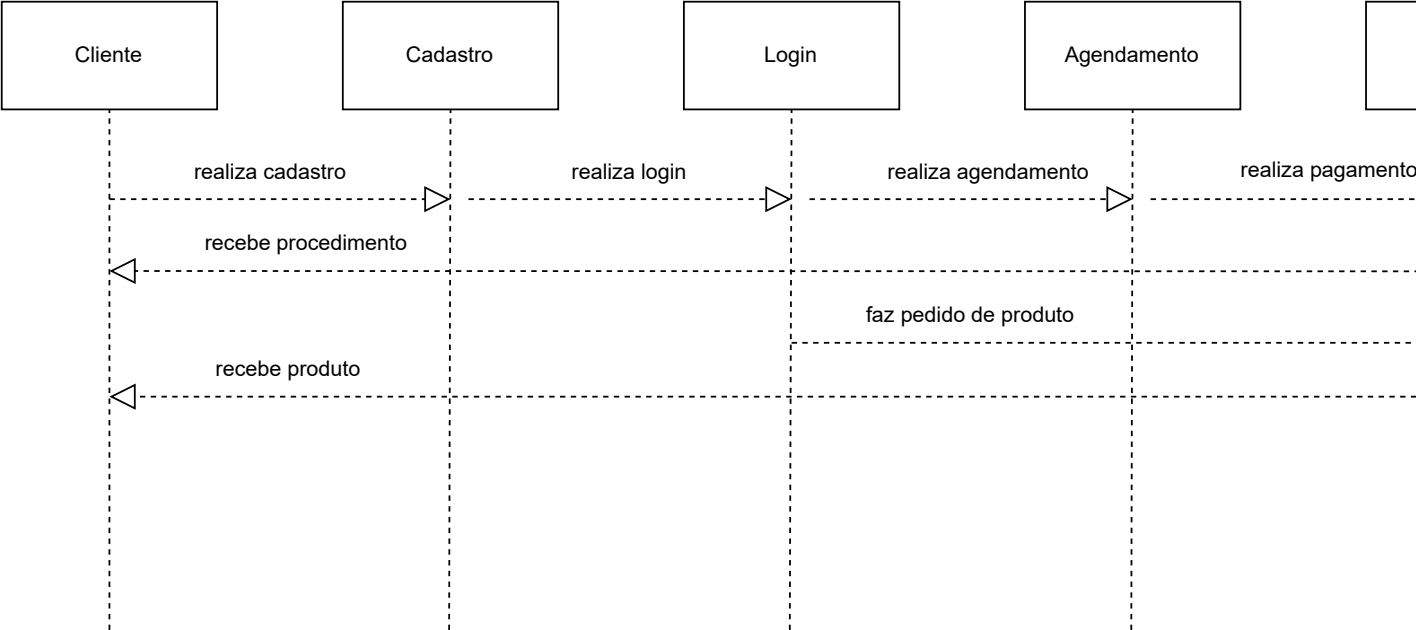 Cliente
Cadastro
Login
Agendamento
realiza cadastro
realiza login
realiza agendamento
realiza pagamento
recebe procedimento
faz pedido de produto
recebe produto